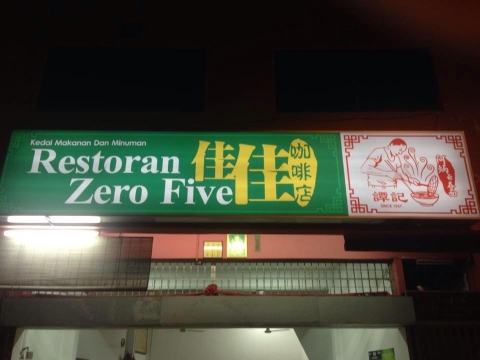 Kedai Makanan Dan Minuman
Restoran
Zero Five
佳佳
咖啡店
譚記